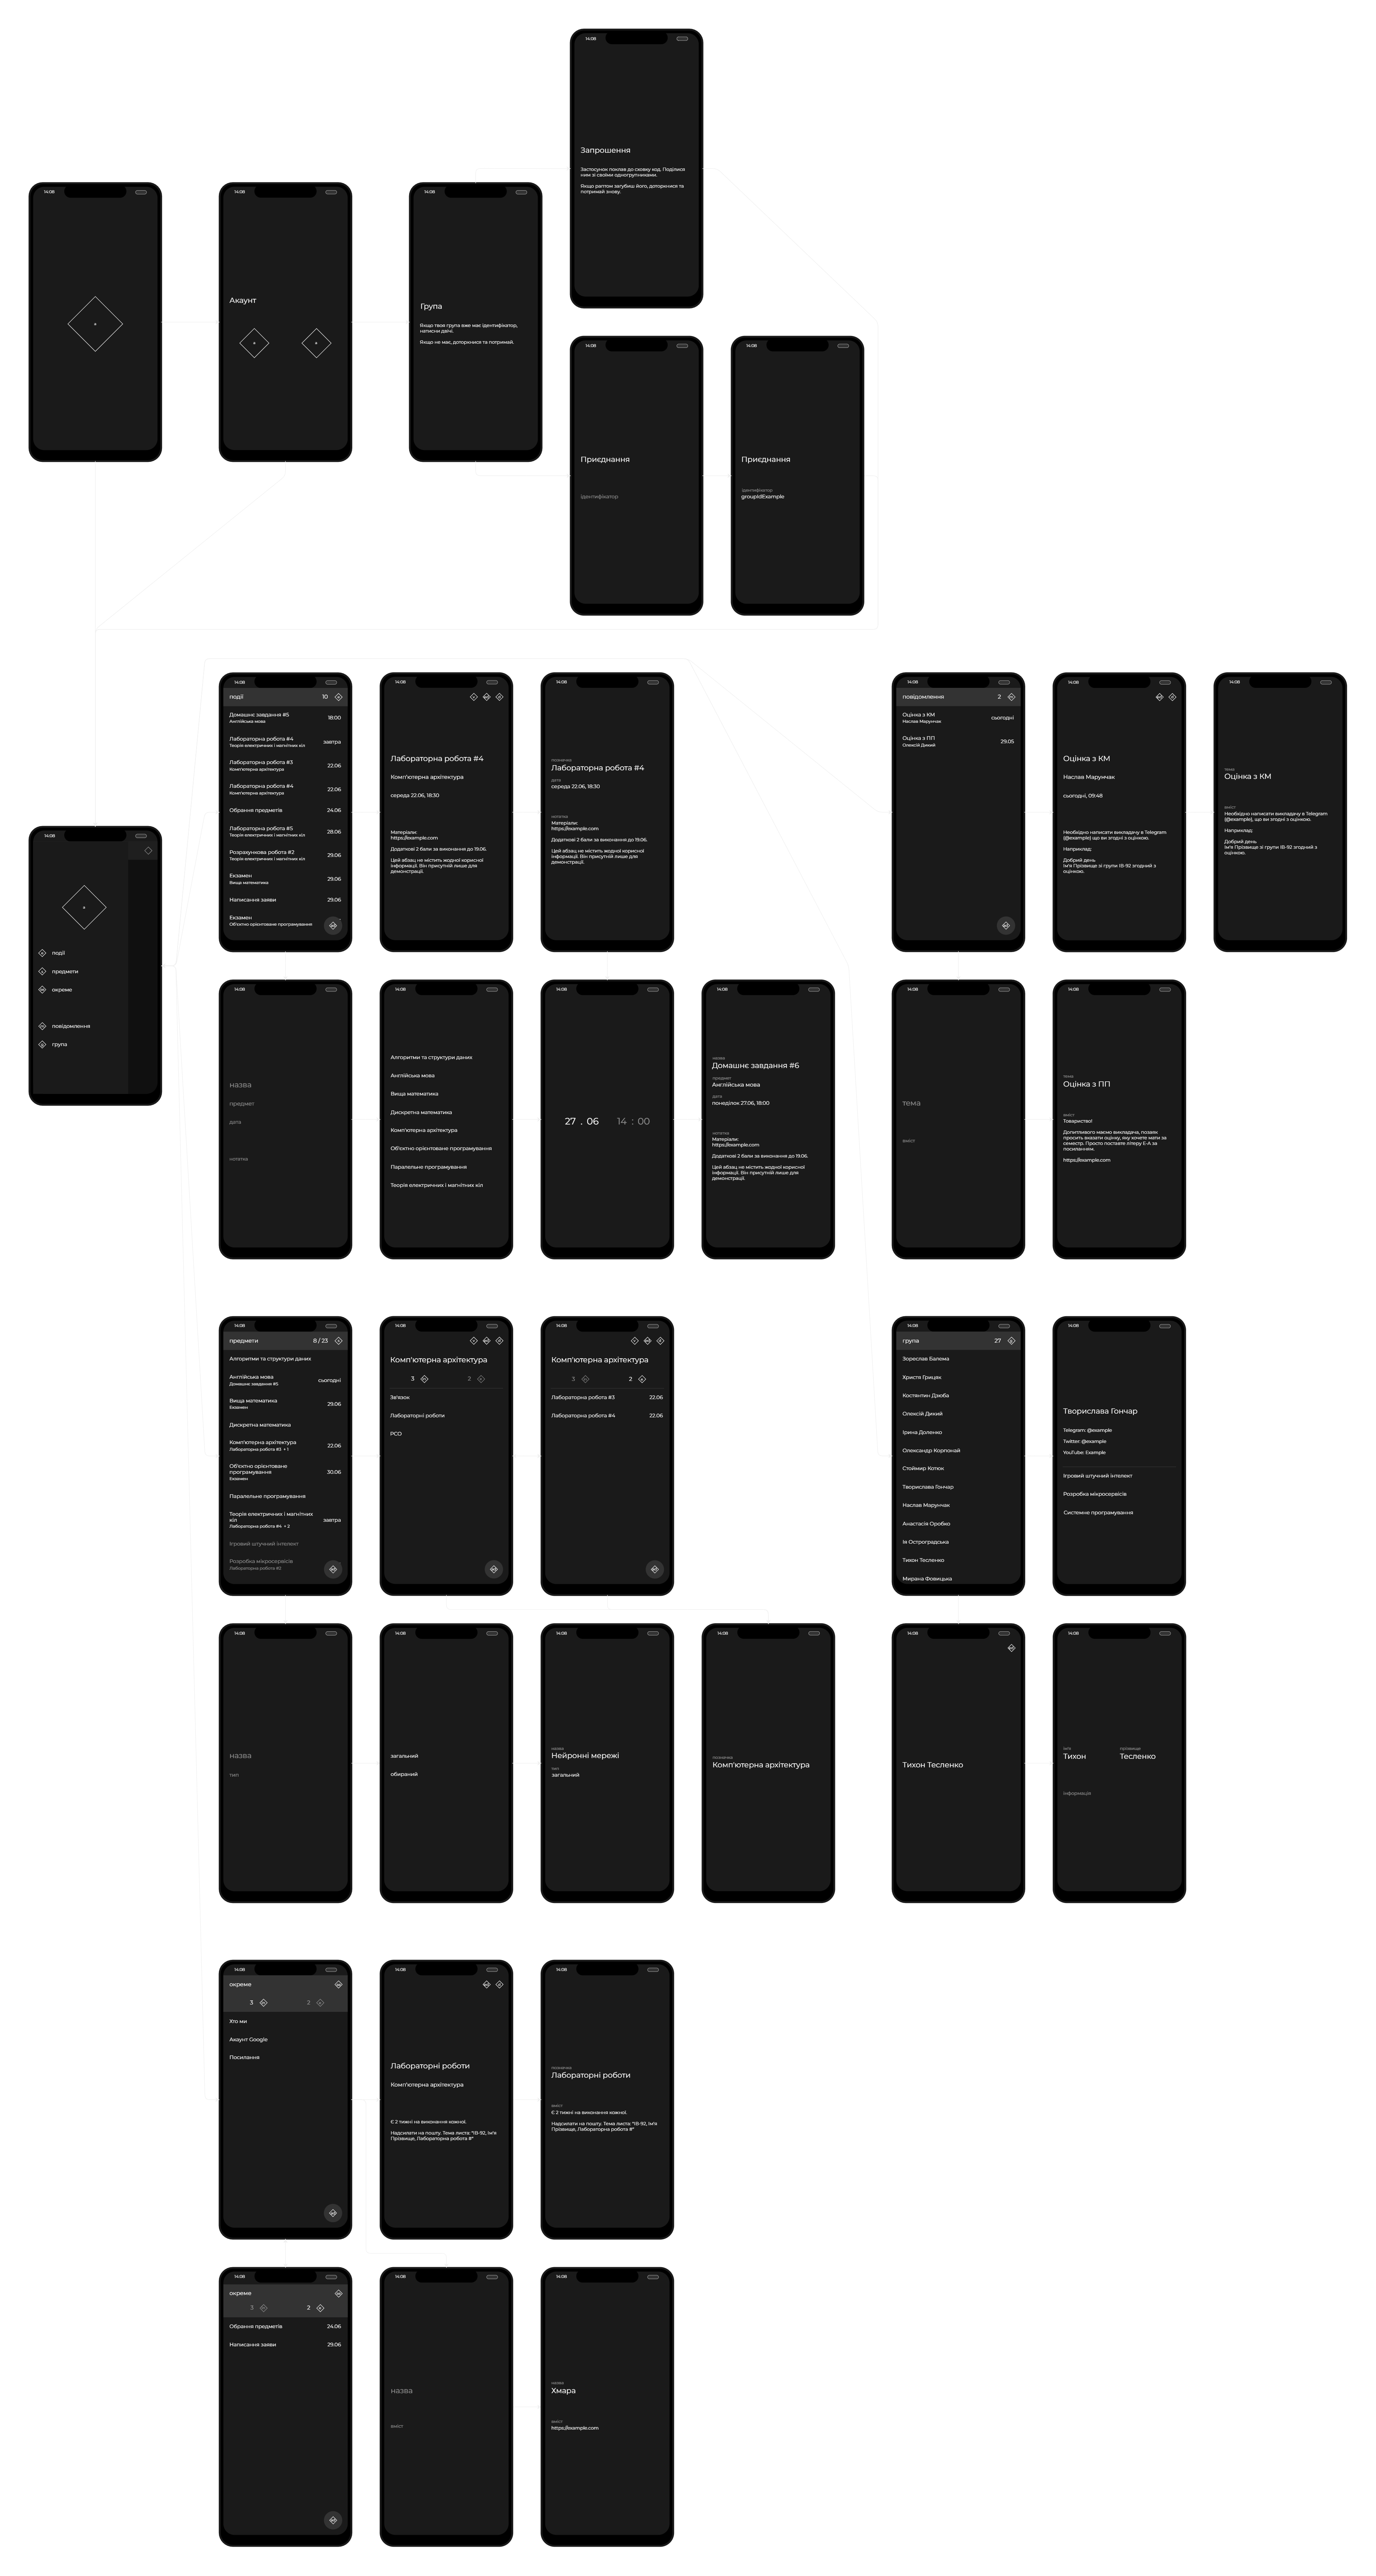 14:08
Запрошення
Застосунок поклав до сховку код. Поділися
ним зі своїми одногрупниками.
Якщо раптом загубиш його, доторкнися та
потримай знову.
14:08
14:08
Акаунт
14:08
Група
Якщо твоя група вже має ідентифікатор,
натисни двічі.
Якщо не має, доторкнися та потримай.
14:08
Приєднання
ідентифікатор
14:08
Приєднання
ідентифікатор
groupIdExample
14:08
події
предмети
окреме
повідомлення
група
14:08
події 10
Домашнє завдання #5
Англійська мова
18:00
Лабораторна робота #4
Теорія електричних і магнітних кіл
завтра
Лабораторна робота #3
Комп'ютерна архітектура
22.06
Лабораторна робота #4
Комп'ютерна архітектура
22.06
Обрання предметів 24.06
Лабораторна робота #5
Теорія електричних і магнітних кіл
28.06
Розрахункова робота #2
Теорія електричних і магнітних кіл
29.06
Екзамен
Вища математика
29.06
Написання заяви 29.06
Екзамен
Об'єктно орієнтоване програмування
14:08
Лабораторна робота #4
Комп'ютерна архітектура
середа 22.06, 18:30
Матеріали:
https://example.com
Додаткові 2 бали за виконання до 19.06.
Цей абзац не містить жодної корисної
інформації. Він присутній лише для
демонстрації.
14:08
позначка
Лабораторна робота #4
дата
середа 22.06, 18:30
нотатка
Матеріали:
https://example.com
Додаткові 2 бали за виконання до 19.06.
Цей абзац не містить жодної корисної
інформації. Він присутній лише для
демонстрації.
14:08
повідомлення 2
Оцінка з КМ
Наслав Марунчак
сьогодні
Оцінка з ПП
Олексій Дикий
29.05
14:08
Оцінка з КМ
Наслав Марунчак
сьогодні, 09:48
Необхідно написати викладачу в Telegram
(@example), що ви згодні з оцінкою.
Наприклад:
Добрий день
Ім'я Прізвище зі групи ІВ-92 згодний з
оцінкою.
14:08
тема
Оцінка з КМ
вміст
Необхідно написати викладачу в Telegram
(@example), що ви згодні з оцінкою.
Наприклад:
Добрий день
Ім'я Прізвище зі групи ІВ-92 згодний з
оцінкою.
14:08
назва
предмет
дата
нотатка
14:08
Алгоритми та структури даних
Англійська мова
Вища математика
Дискретна математика
Комп'ютерна архітектура
Об'єктно орієнтоване програмування
Паралельне програмування
Теорія електричних і магнітних кіл
14:08
27 . 06 14 : 00
14:08
назва
Домашнє завдання #6
предмет
Англійська мова
дата
понеділок 27.06, 18:00
нотатка
Матеріали:
https://example.com
Додаткові 2 бали за виконання до 19.06.
Цей абзац не містить жодної корисної
інформації. Він присутній лише для
демонстрації.
14:08
тема
вміст
14:08
тема
Оцінка з ПП
вміст
Товариство!
Допитливого маємо викладача, позаяк
просить вказати оцінку, яку хочете мати за
семестр. Просто поставте літеру Е-А за
посиланням.
https://example.com
14:08
предмети 8 / 23
Алгоритми та структури даних
Англійська мова
Домашнє завдання #5
сьогодні
Вища математика
Екзамен
29.06
Дискретна математика
Комп'ютерна архітектура
Лабораторна робота #3 + 1
22.06
Об'єктно орієнтоване
програмування
Екзамен
30.06
Паралельне програмування
Теорія електричних і магнітних
кіл
Лабораторна робота #4 + 2
завтра
Ігровий штучний інтелект
Розробка мікросервісів
Лабораторна робота #2
14:08
Комп'ютерна архітектура
3 2
Зв'язок
Лабораторні роботи
РСО
14:08
Комп'ютерна архітектура
3 2
Лабораторна робота #3 22.06
Лабораторна робота #4 22.06
14:08
група 27
Зореслав Балема
Христя Грицак
Костянтин Дзюба
Олексій Дикий
Ірина Доленко
Олександр Корпонай
Стоймир Котюк
Творислава Гончар
Наслав Марунчак
Анастасія Оробко
Ія Остроградська
Тихон Тесленко
Мирана Фовицька
14:08
Творислава Гончар
Telegram: @example
Twitter: @example
YouTube: Example
Ігровий штучний інтелект
Розробка мікросервісів
Системне програмування
14:08
назва
тип
14:08
загальний
обираний
14:08
назва
Нейронні мережі
тип
загальний
14:08
позначка
Комп'ютерна архітектура
14:08
Тихон Тесленко
14:08
ім'я прізвище
Тихон Тесленко
інформація
14:08
окреме
3 2
Хто ми
Акаунт Google
Посилання
14:08
Лабораторні роботи
Комп'ютерна архітектура
Є 2 тижні на виконання кожної.
Надсилати на пошту. Тема листа: "ІВ-92, Ім'я
Прізвище, Лабораторна робота #"
14:08
позначка
Лабораторні роботи
вміст
Є 2 тижні на виконання кожної.
Надсилати на пошту. Тема листа: "ІВ-92, Ім'я
Прізвище, Лабораторна робота #"
14:08
окреме
3 2
Обрання предметів 24.06
Написання заяви 29.06
14:08
назва
вміст
14:08
назва
Хмара
вміст
https://example.com